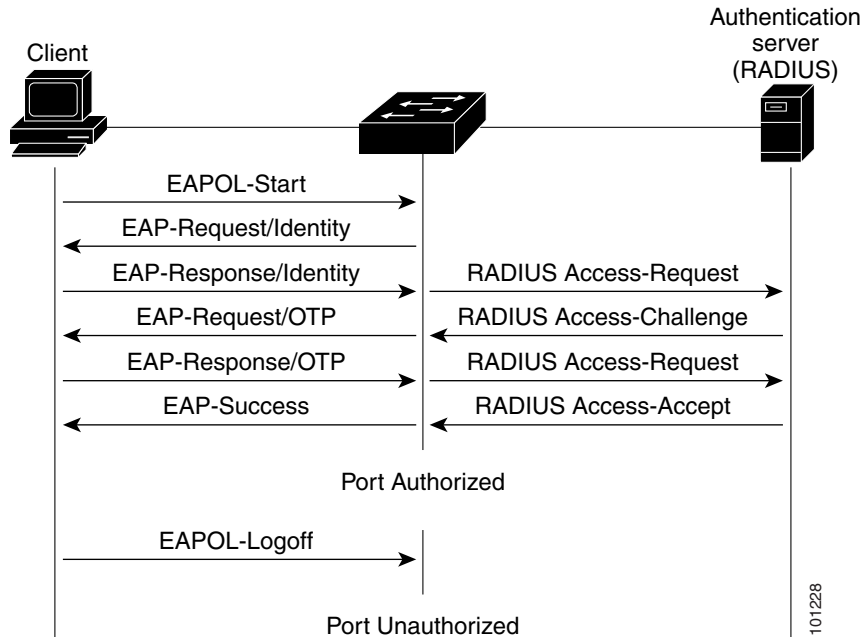 Authentication
server
(RADIUS)
Client
EAPOL-Start
EAP-Request/Identity
EAP-Response/Identity
RADIUS Access-Request
EAP-Request/OTP
RADIUS Access-Challenge
EAP-Response/OTP
RADIUS Access-Request
EAP-Success
RADIUS Access-Accept
Port Authorized
EAPOL-Logoff
Port Unauthorized
101228